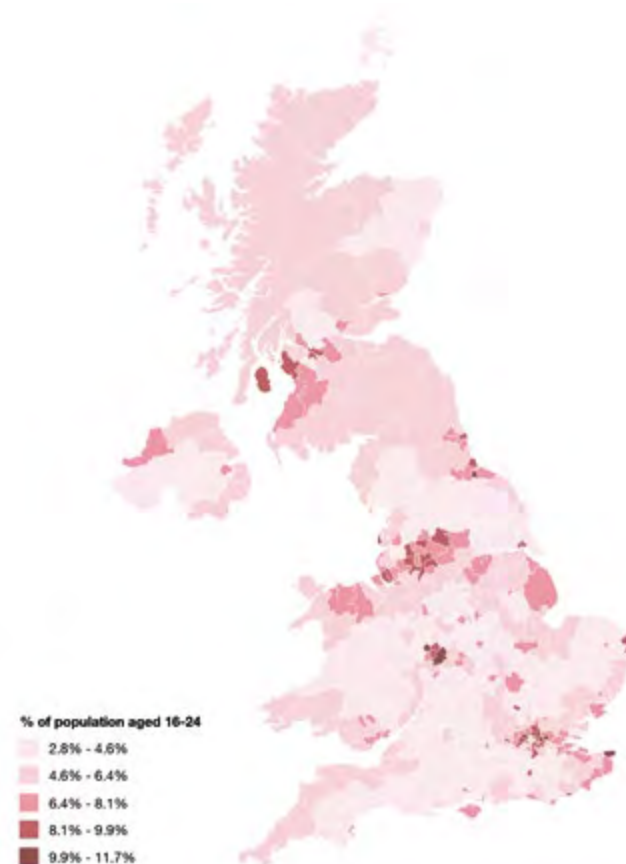 % of population aged 16-24
2.8% - 4.6%
4.6% - 6.4%
6.4% - 8.1%
8.1% - 9.9%
9.9% - 11.7%